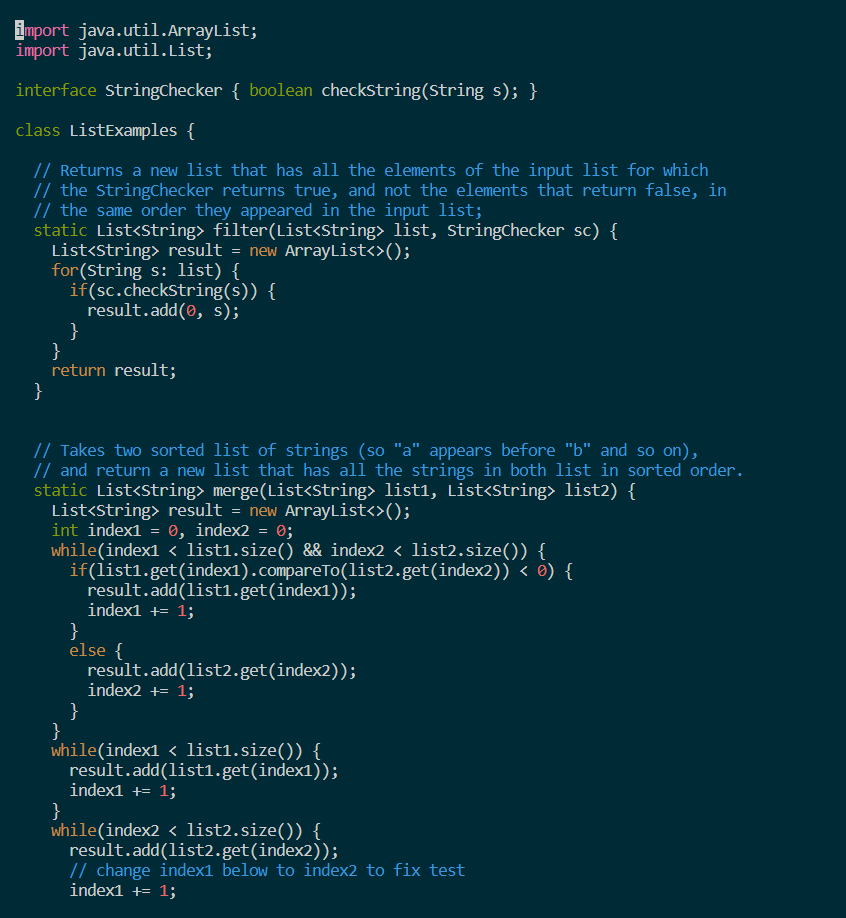 import java.util.ArrayList;
import java.util.List;

interface StringChecker { boolean checkString(String s); }

class ListExamples {

  // Returns a new list that has all the elements of the input list for which
  // the StringChecker returns true, and not the elements that return false, in
  // the same order they appeared in the input list;
  static List<String> filter(List<String> list, StringChecker sc) {
    List<String> result = new ArrayList<>();
    for(String s: list) {
      if(sc.checkString(s)) {
        result.add(0, s);
      }
    }
    return result;
  }


  // Takes two sorted list of strings (so "a" appears before "b" and so on),
  // and return a new list that has all the strings in both list in sorted order.
  static List<String> merge(List<String> list1, List<String> list2) {
    List<String> result = new ArrayList<>();
    int index1 = 0, index2 = 0;
    while(index1 < list1.size() && index2 < list2.size()) {
      if(list1.get(index1).compareTo(list2.get(index2)) < 0) {
        result.add(list1.get(index1));
        index1 += 1;
      }
      else {
        result.add(list2.get(index2));
        index2 += 1;
      }
    }
    while(index1 < list1.size()) {
      result.add(list1.get(index1));
      index1 += 1;
    }
    while(index2 < list2.size()) {
      result.add(list2.get(index2));
      // change index1 below to index2 to fix test
      index1 += 1;